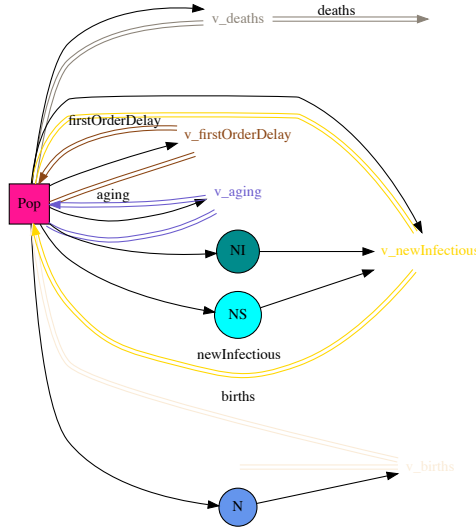 deaths
v_deaths
firstOrderDelay
v_firstOrderDelay
aging
v_aging
Pop
NI
v_newInfectious
NS
newInfectious
births
v_births
N